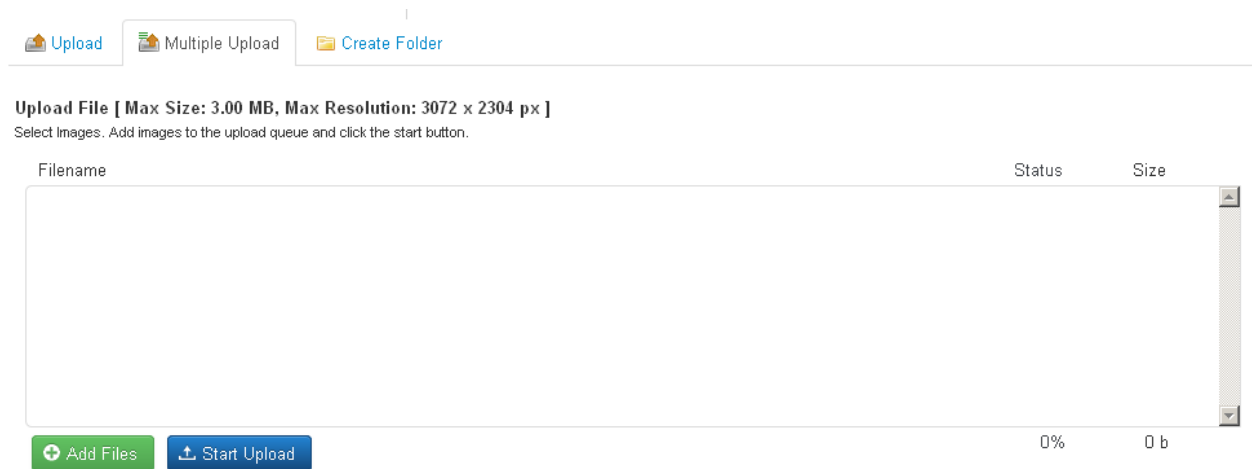 Upload Multiple Upload Create Folder
Upload File [ Max Size: 3.00 MB, Max Resolution: 3072 x 2304 px ]
Select Images. Add images to the upload queue and click the start button.
Filename Status Size
Add Files Start Upload 0% 0 b